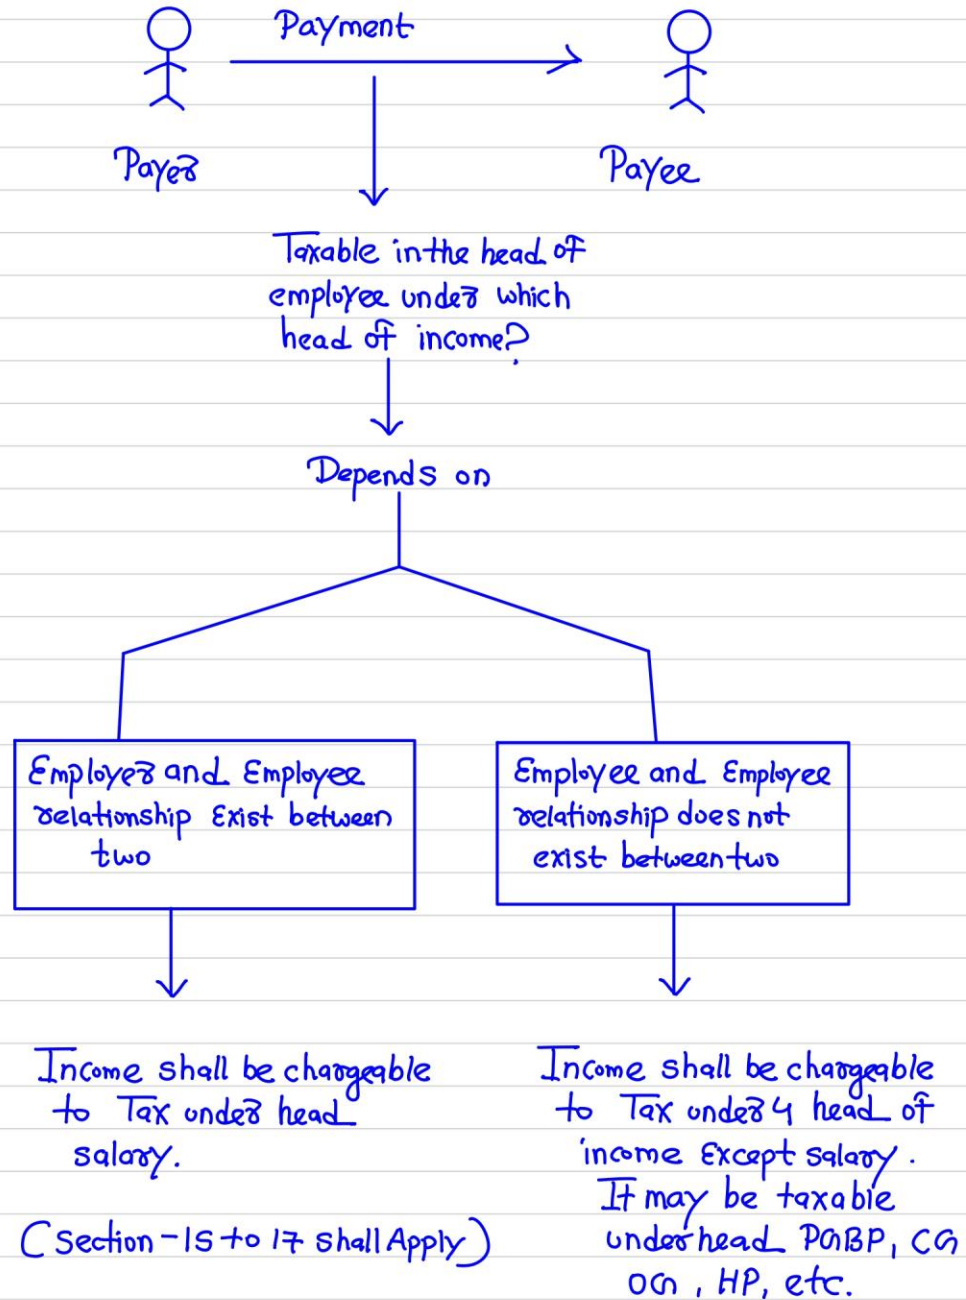 Payment
Payer
Payee
Taxable in the head of
employee under which
head of income?
Depends on
Employer and Employee
relationship Exist between
two
Employee and Employee
relationship does not
exist between two
Income shall be chargeable
to Tax under head
salary.
(Section-15 to 17 shall Apply)
Income shall be chargeable
to Tax under 4 head of
income Except salary.
It may be taxable
under head PGBP, CG
OG, HP, etc.